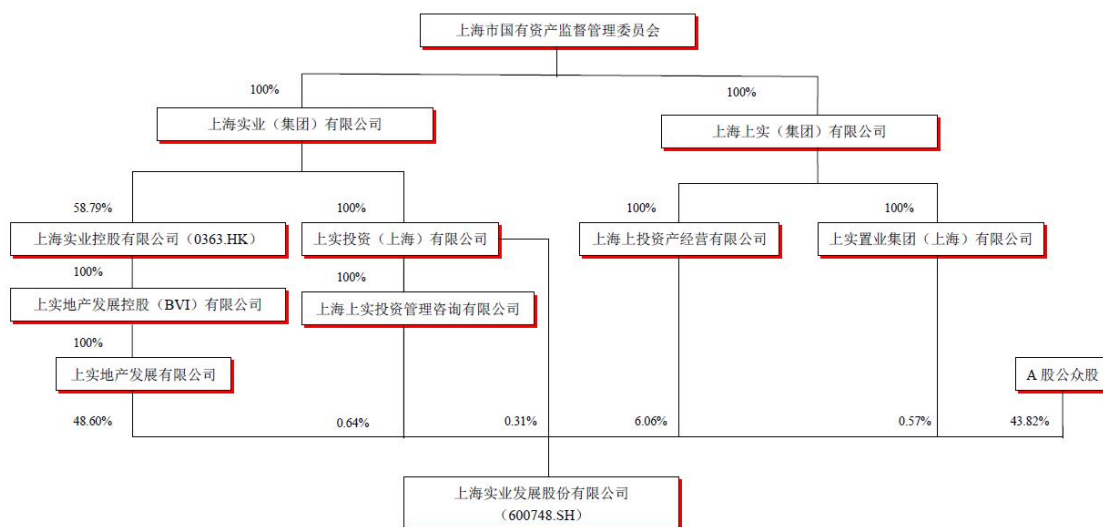 上海市国有资产监督管理委员会
100%
100%
上海实业（集团）有限公司
上海上实（集团）有限公司
58.79%
100%
100%
100%
上海实业控股有限公司（0363.HK）
上实投资（上海）有限公司
上海上投资产经营有限公司
上实置业集团（上海）有限公司
100%
100%
上实地产发展控股（BVI）有限公司
上海上实投资管理咨询有限公司
100%
上实地产发展有限公司
A 股公众股
48.60%
0.64%
0.31%
6.06%
0.57%
43.82%
上海实业发展股份有限公司
（600748.SH）